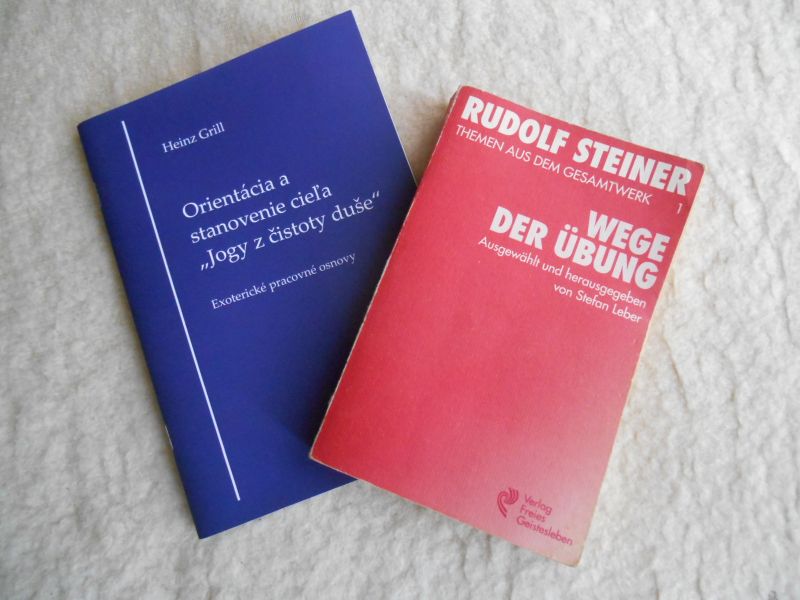 Heinz Grill
Orientácia a
stanovenie cieľa
„Jogy z čistoty duše“
Exoterické pracovné osnovy
RUDOLF STEINER
THEMEN AUS DEM GESAMTWERK 1
WEGE
DER ÜBUNG
Ausgewählt und herausgegeben
von Stefan Leber
Verlag
Freies
Geistesleben